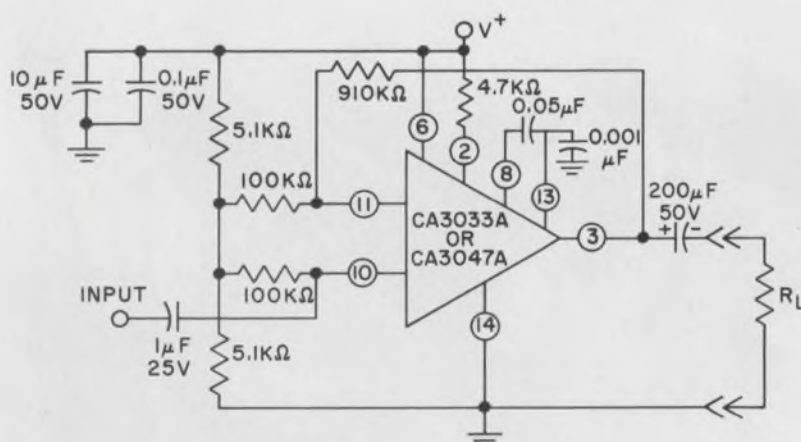 V+
10 µF
50V
0.1µF
50V
910KΩ
4.7KΩ
0.05µF
5.1KΩ
6
2
8
13
0.001
µF
100KΩ
11
CA3033A
OR
CA3047A
3
200µF
50V
+ -
100KΩ
10
INPUT
1µF
25V
5.1KΩ
14
RL